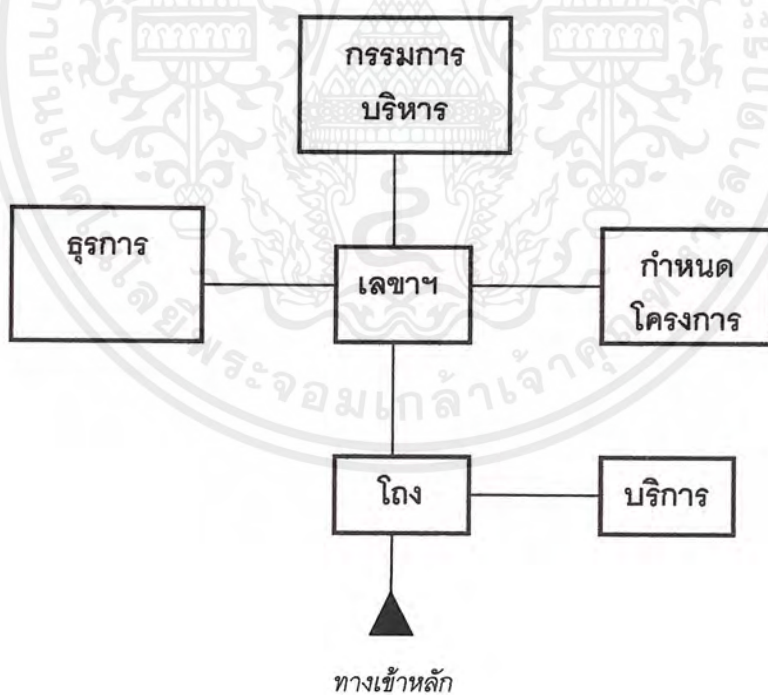 กรรมการ
บริหาร
ธุรการ
เลขาฯ
กำหนด
โครงการ
โถง
บริการ
ทางเข้าหลัก